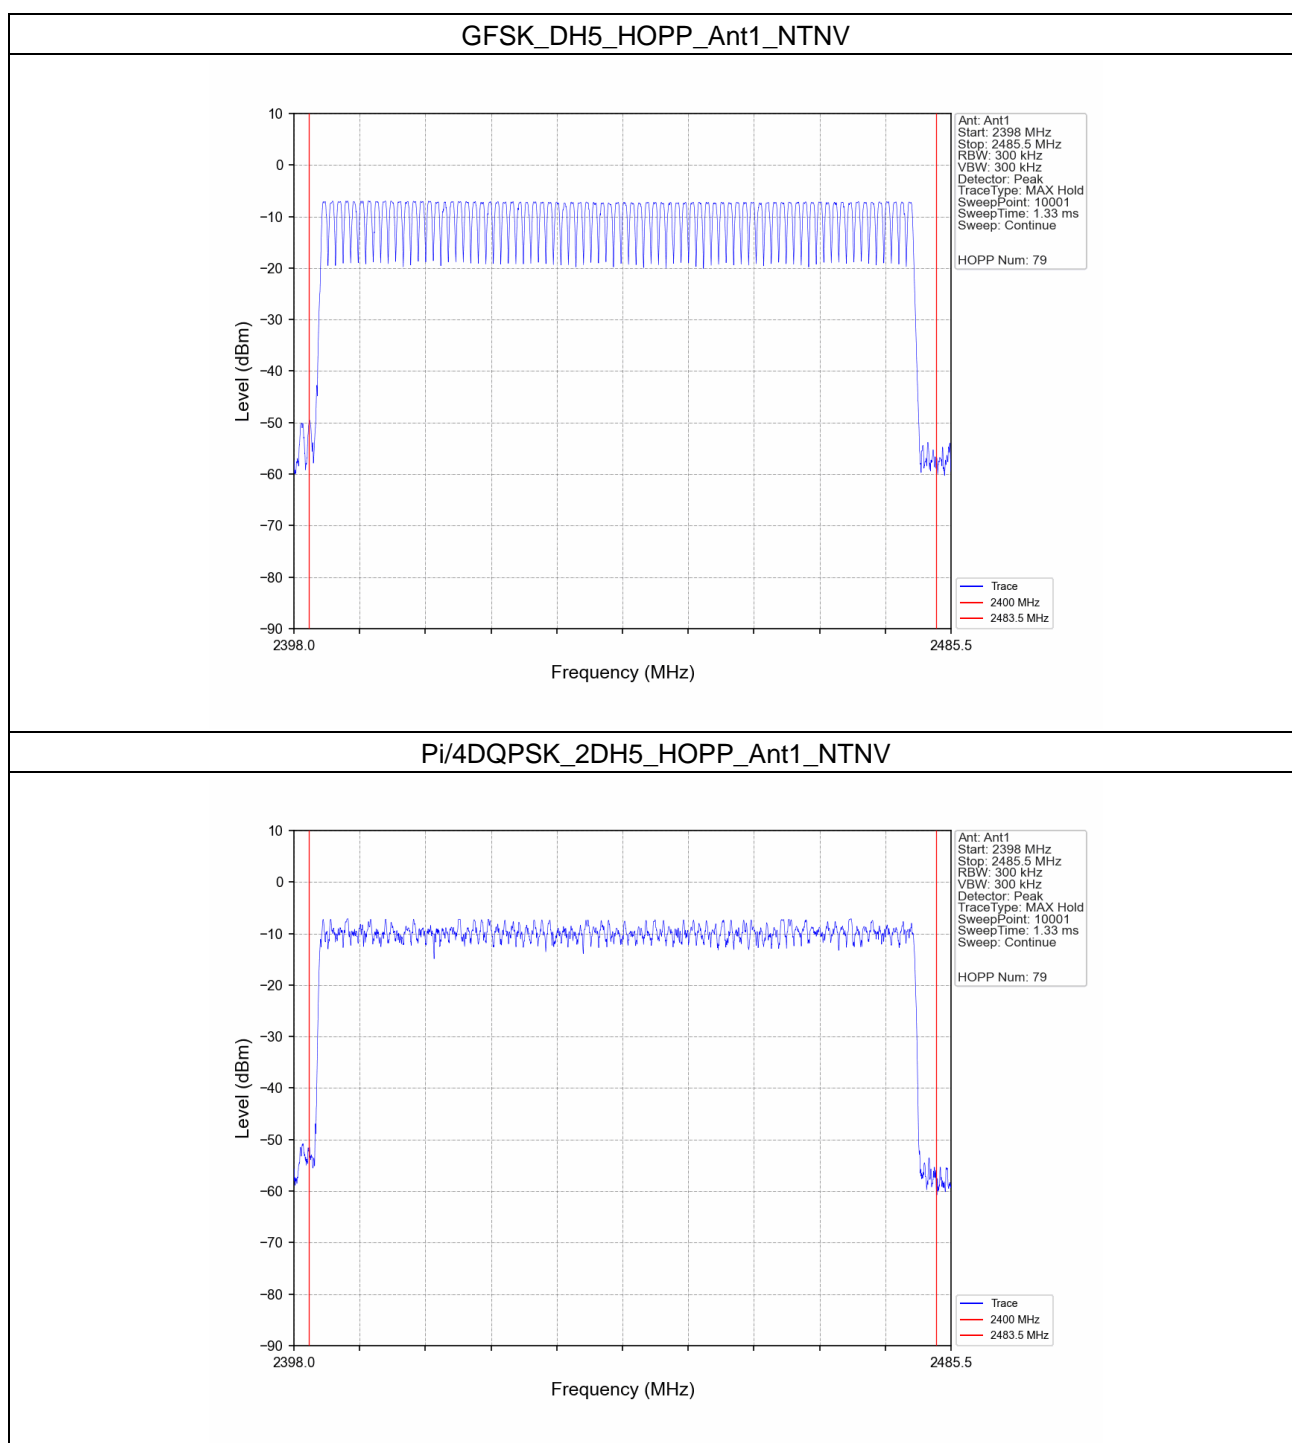 GFSK_DH5_HOPP_Ant1_NTNV
10
0
−10
−20
−30
−40
−50
−60
−70
−80
−90
Level (dBm)
2398.0
2485.5
Frequency (MHz)
Ant: Ant1
Start: 2398 MHz
Stop: 2485.5 MHz
RBW: 300 kHz
VBW: 300 kHz
Detector: Peak
TraceType: MAX Hold
SweepPoint: 10001
SweepTime: 1.33 ms
Sweep: Continue
HOPP Num: 79
Trace
2400 MHz
2483.5 MHz
Pi/4DQPSK_2DH5_HOPP_Ant1_NTNV
10
0
−10
−20
−30
−40
−50
−60
−70
−80
−90
Level (dBm)
2398.0
2485.5
Frequency (MHz)
Ant: Ant1
Start: 2398 MHz
Stop: 2485.5 MHz
RBW: 300 kHz
VBW: 300 kHz
Detector: Peak
TraceType: MAX Hold
SweepPoint: 10001
SweepTime: 1.33 ms
Sweep: Continue
HOPP Num: 79
Trace
2400 MHz
2483.5 MHz